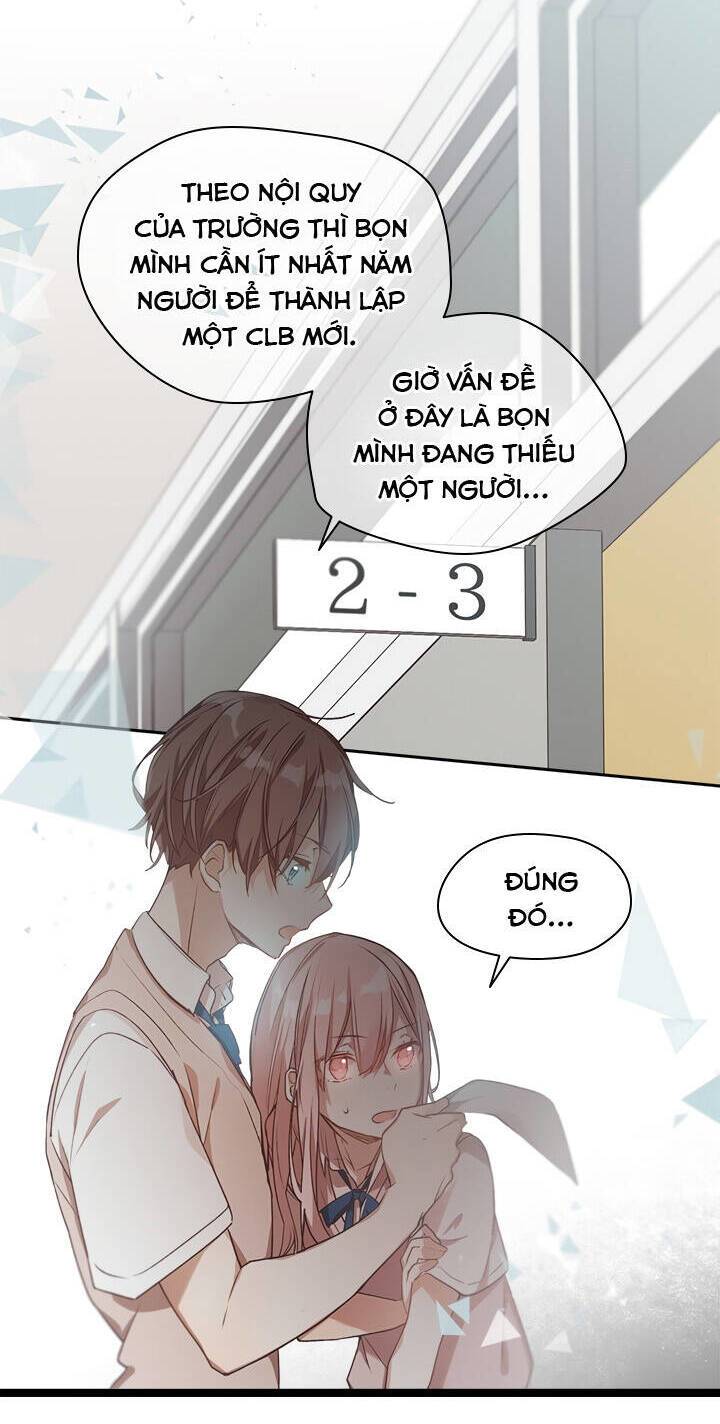 THEO NỘI QUY
CỦA TRƯỜNG THÌ BỌN
MÌNH CẦN ÍT NHẤT NĂM
NGƯỜI ĐỂ THÀNH LẬP
MỘT CLB MỚI.
GIỜ VẤN ĐỀ
Ở ĐÂY LÀ BỌN
MÌNH ĐANG THIẾU
MỘT NGƯỜI...
2 - 3
ĐÚNG
ĐÓ...